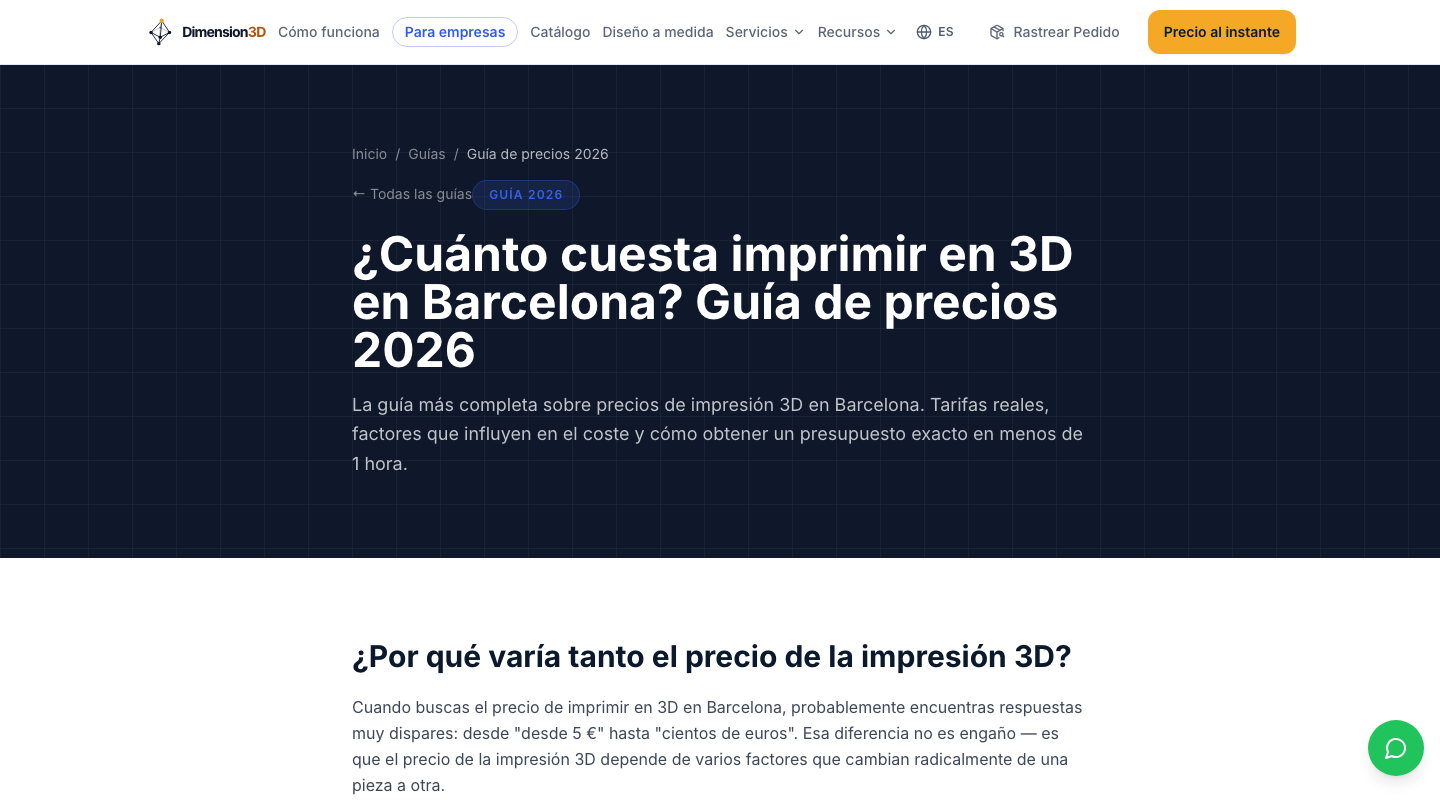 Dimension3D Cómo funciona Para empresas Catálogo Diseño a medida Servicios Recursos ES Rastrear Pedido Precio al instante
Inicio / Guías / Guía de precios 2026
← Todas las guías GUÍA 2026
¿Cuánto cuesta imprimir en 3D
en Barcelona? Guía de precios
2026
La guía más completa sobre precios de impresión 3D en Barcelona. Tarifas reales,
factores que influyen en el coste y cómo obtener un presupuesto exacto en menos de
1 hora.
¿Por qué varía tanto el precio de la impresión 3D?
Cuando buscas el precio de imprimir en 3D en Barcelona, probablemente encuentras respuestas
muy dispares: desde "desde 5 €" hasta "cientos de euros". Esa diferencia no es engaño — es
que el precio de la impresión 3D depende de varios factores que cambian radicalmente de una
pieza a otra.